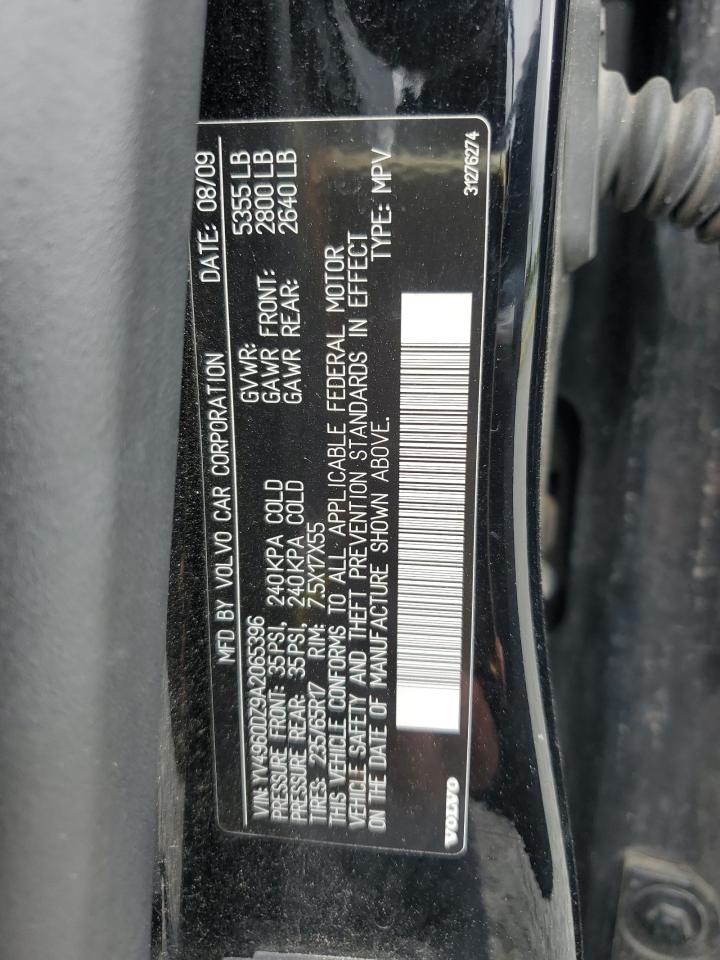 MFD BY VOLVO CAR CORPORATION DATE: 08/09
VIN: YV4960DZ9A2065396 GVWR: 5355 LB
PRESSURE FRONT: 35PSI, 240KPA COLD GAWR FRONT: 2800 LB
PRESSURE REAR: 35PSI, 240KPA COLD GAWR REAR: 2640 LB
TIRES: 235/65R17 RIM: 7.5X17X55
THIS VEHICLE CONFORMS TO ALL APPLICABLE FEDERAL MOTOR
VEHICLE SAFETY AND THEFT PREVENTION STANDARDS IN EFFECT
ON THE DATE OF MANUFACTURE SHOWN ABOVE. TYPE: MPV
VOLVO 31276274